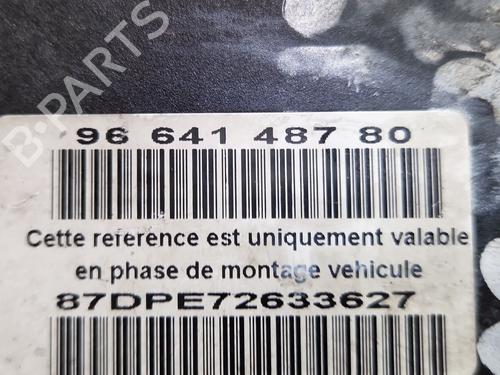 B-PARTS
96 641 487 80
Cette reference est uniquement valable
en phase de montage vehicule
87DPE72633627